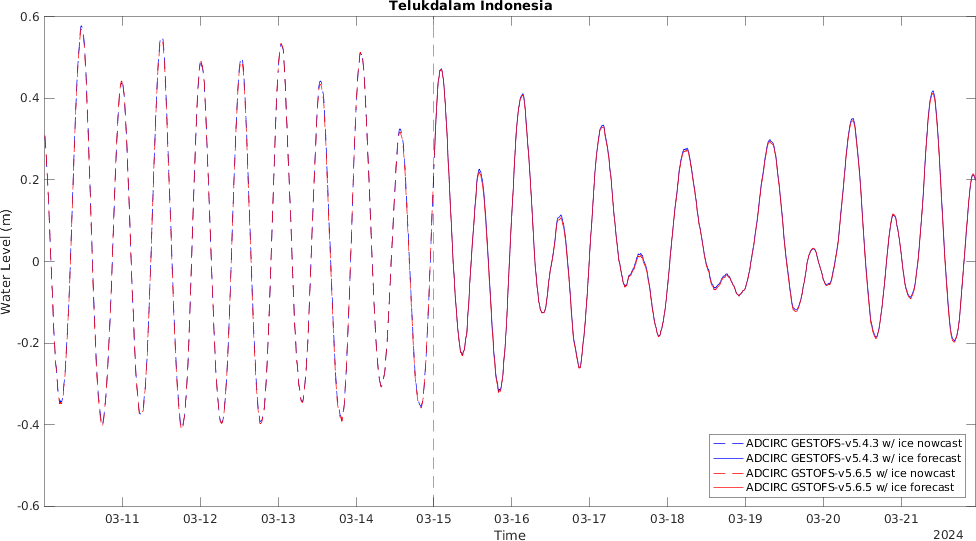 Telukdalam Indonesia
0.6
0.4
0.2
0
-0.2
-0.4
-0.6
Water Level (m)
ADCIRC GESTOFS-v5.4.3 w/ ice nowcast
ADCIRC GESTOFS-v5.4.3 w/ ice forecast
ADCIRC GSTOFS-v5.6.5 w/ ice nowcast
ADCIRC GSTOFS-v5.6.5 w/ ice forecast
03-11 03-12 03-13 03-14 03-15 03-16 03-17 03-18 03-19 03-20 03-21
Time
2024